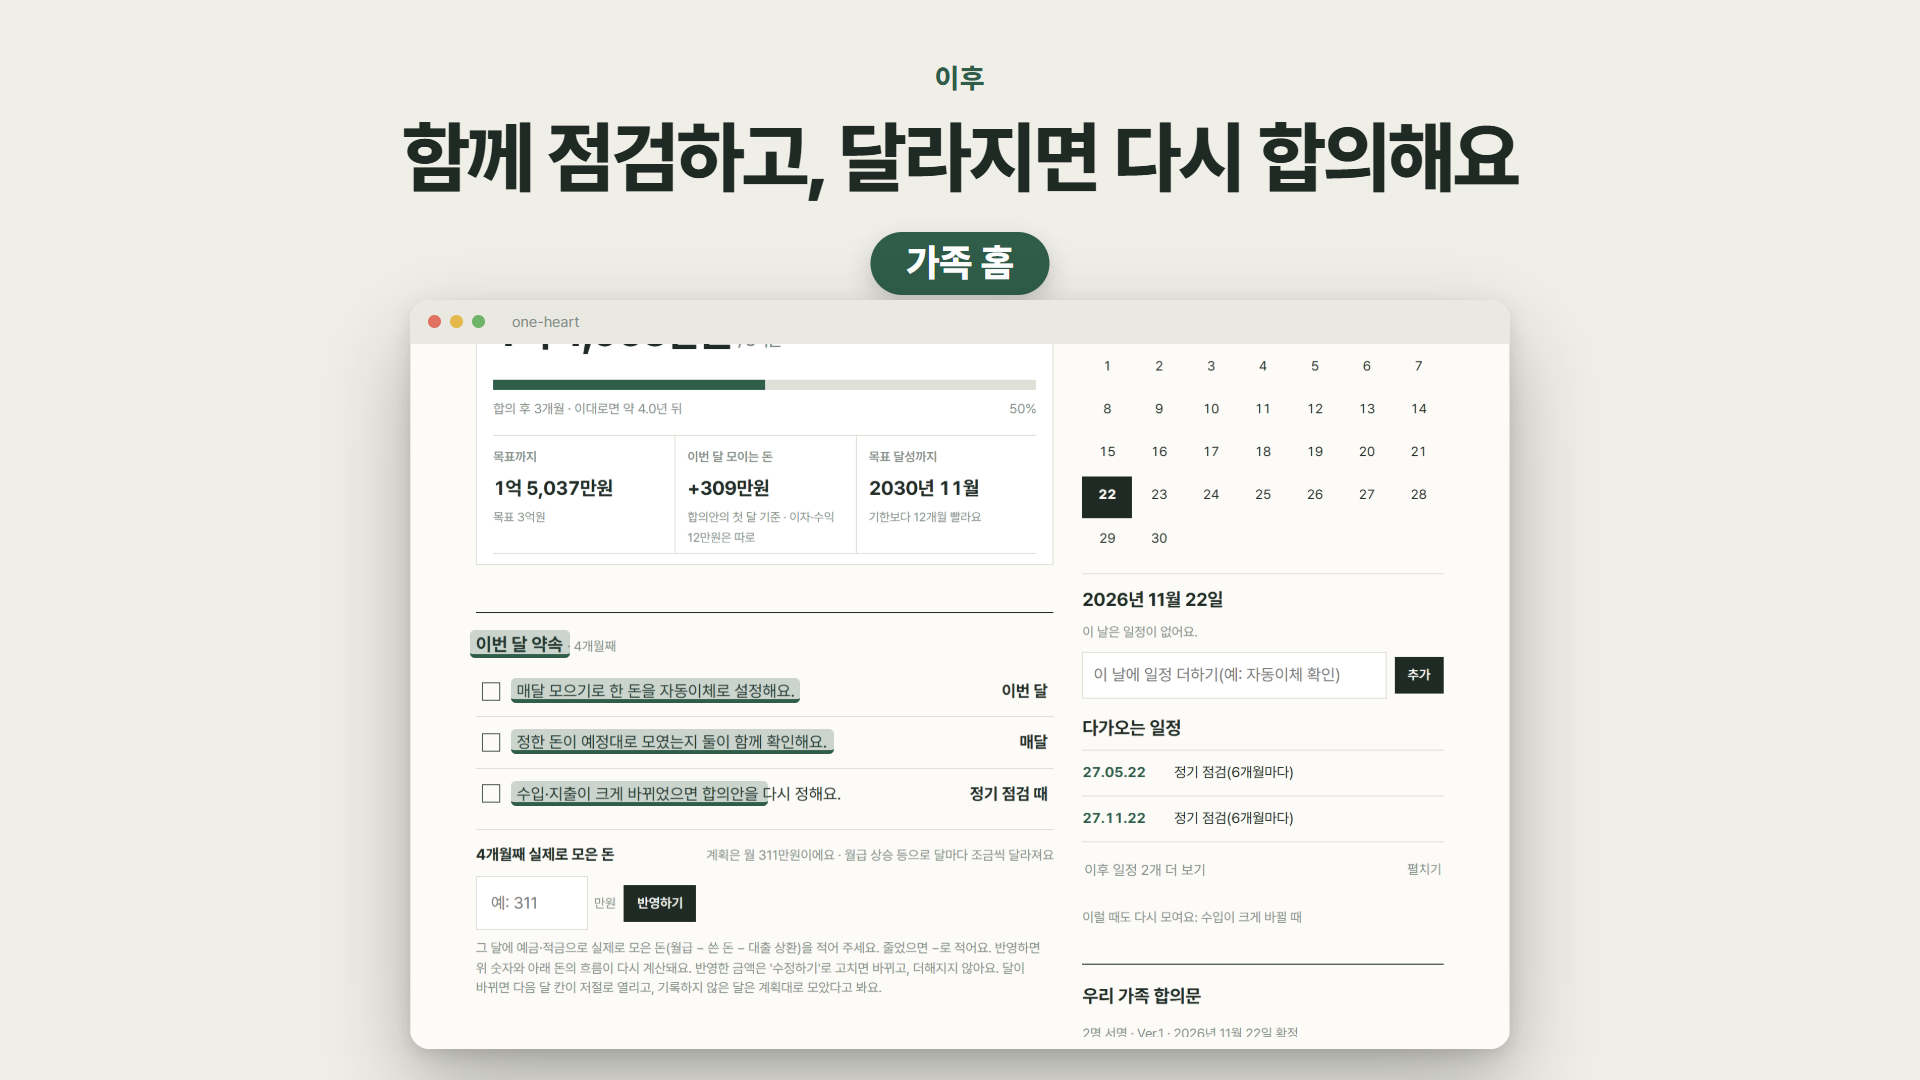 이후
함께 점검하고, 달라지면 다시 합의해요
가족 홈
one-heart
합의 후 3개월 · 이대로면 약 4.0년 뒤
50%
목표까지
1억 5,037만원
목표 3억원
이번 달 모이는 돈
+309만원
합의안의 첫 달 기준 · 이자·수익
12만원은 따로
목표 달성까지
2030년 11월
기한보다 12개월 빨라요
이번 달 약속 · 4개월째
매달 모으기로 한 돈을 자동이체로 설정해요. 이번 달
정한 돈이 예정대로 모였는지 둘이 함께 확인해요. 매달
수입·지출이 크게 바뀌었으면 합의안을 다시 정해요. 정기 점검 때
4개월째 실제로 모은 돈
계획은 월 311만원이에요 · 월급 상승 등으로 달마다 조금씩 달라져요
예: 311 만원 반영하기
그 달에 예금·적금으로 실제로 모은 돈(월급 − 쓴 돈 − 대출 상환)을 적어 주세요. 줄었으면 −로 적어요. 반영하면
위 숫자와 아래 돈의 흐름이 다시 계산돼요. 반영한 금액은 '수정하기'로 고치면 바뀌고, 더해지지 않아요. 달이
바뀌면 다음 달 칸이 저절로 열리고, 기록하지 않은 달은 계획대로 모았다고 봐요.
1 2 3 4 5 6 7
8 9 10 11 12 13 14
15 16 17 18 19 20 21
22 23 24 25 26 27 28
29 30
2026년 11월 22일
이 날은 일정이 없어요.
이 날에 일정 더하기(예: 자동이체 확인) 추가
다가오는 일정
27.05.22 정기 점검(6개월마다)
27.11.22 정기 점검(6개월마다)
이후 일정 2개 더 보기 펼치기
이럴 때도 다시 모여요: 수입이 크게 바뀔 때
우리 가족 합의문
2명 서명 · Ver.1 · 2026년 11월 22일 확정